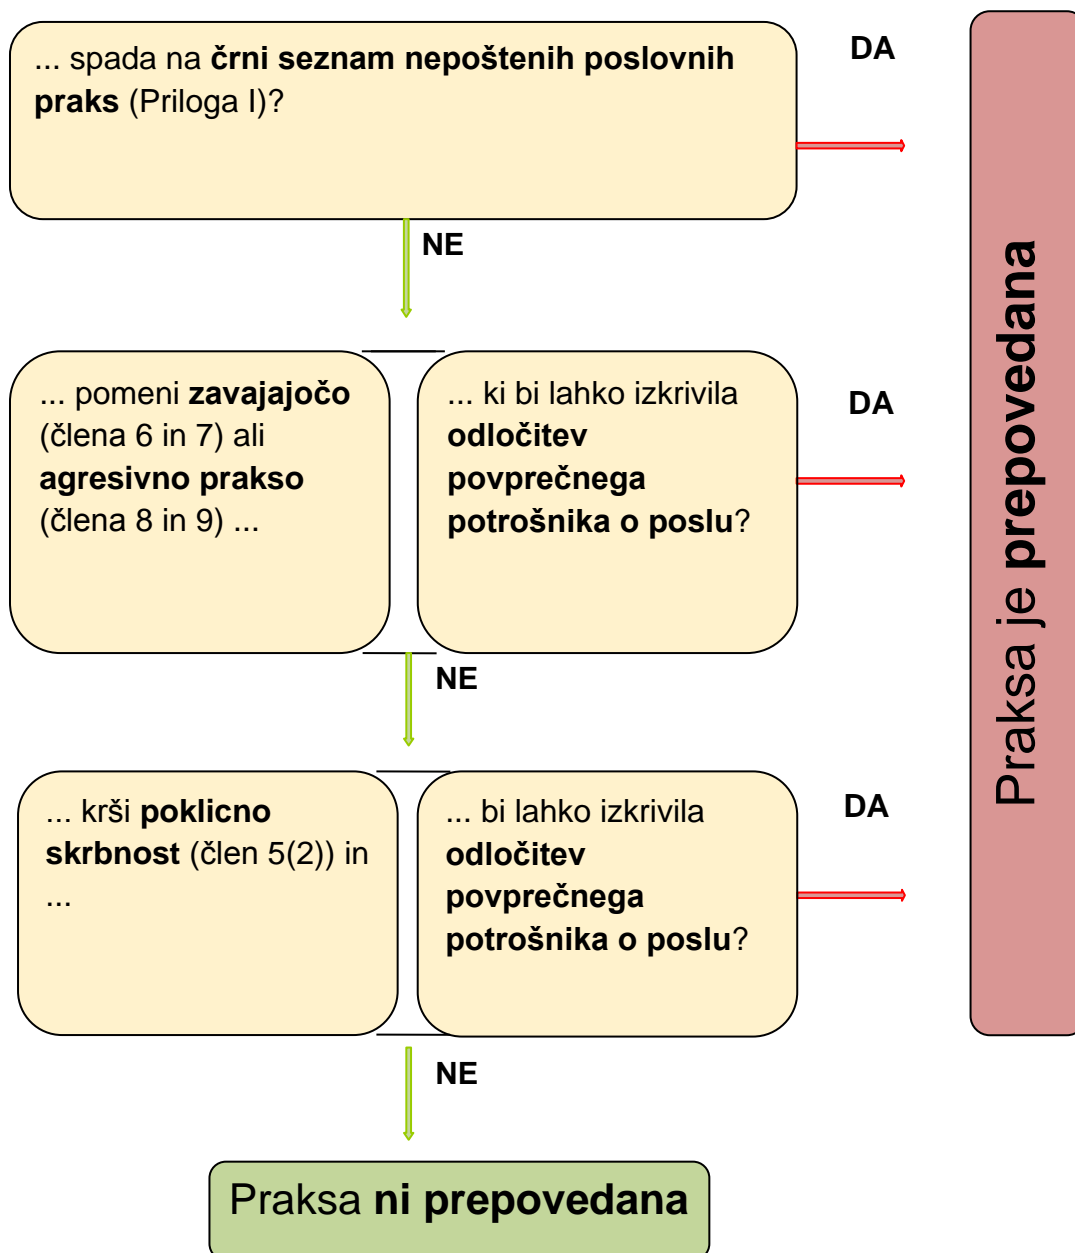 ... spada na črni seznam nepoštenih poslovnih
praks (Priloga I)?
DA
NE
... pomeni zavajajočo
(člena 6 in 7) ali
agresivno prakso
(člena 8 in 9) ...
... ki bi lahko izkrivila
odločitev
povprečnega
potrošnika o poslu?
DA
NE
... krši poklicno
skrbnost (člen 5(2)) in
...
... bi lahko izkrivila
odločitev
povprečnega
potrošnika o poslu?
DA
NE
Praksa je prepovedana
Praksa ni prepovedana